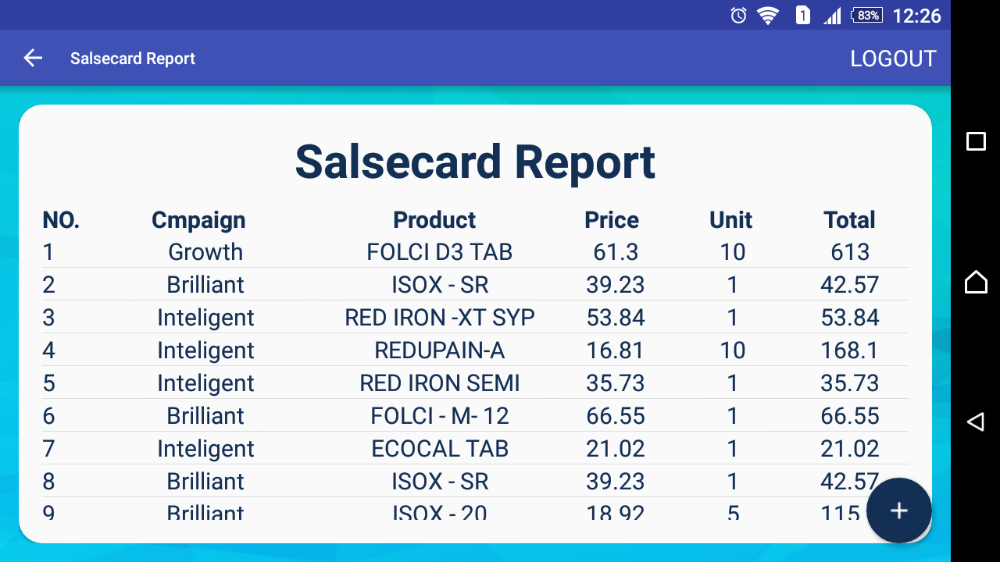 1 83% 12:26
Salsecard Report LOGOUT
Salsecard Report
NO. Cmpaign Product Price Unit Total
1 Growth FOLCI D3 TAB 61.3 10 613
2 Brilliant ISOX - SR 39.23 1 42.57
3 Inteligent RED IRON -XT SYP 53.84 1 53.84
4 Inteligent REDUPAIN-A 16.81 10 168.1
5 Inteligent RED IRON SEMI 35.73 1 35.73
6 Brilliant FOLCI - M- 12 66.55 1 66.55
7 Inteligent ECOCAL TAB 21.02 1 21.02
8 Brilliant ISOX - SR 39.23 1 42.57
9 Brilliant ISOX - 20 18.92 5